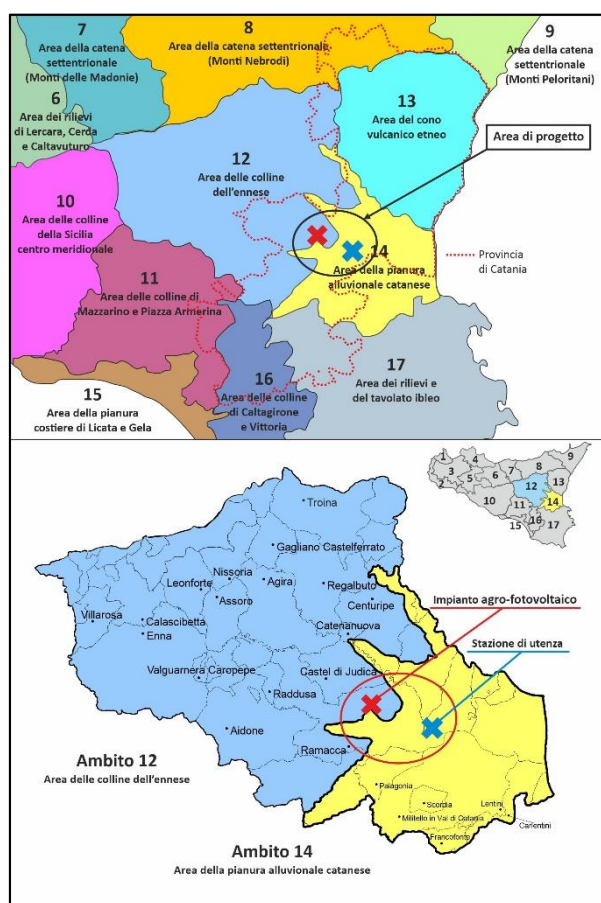 7
Area della catena
settentrionale
(Monti delle Madonie)
8
Area della catena settentrionale
(Monti Nebrodi)
9
Area della catena
settentrionale
(Monti Peloritani)
6
Area dei rilievi
di Lercara, Cerda
e Caltavuturo
13
Area del cono
vulcanico etneo
Area di progetto
12
Area delle colline
dell'ennese
10
Area delle colline
della Sicilia
centro meridionale
14
Area della pianura
alluvionale catanese
Provincia
di Catania
11
Area delle colline di
Mazzarino e Piazza Armerina
17
Area dei rilievi e
del tavolato ibleo
16
Area delle colline
di Caltagirone
e Vittoria
15
Area della pianura
costiere di Licata e Gela
1
4
9
3
2
5
6
7
8
12
13
10
11
14
15
16
17
Troina
Gagliano Castelferrato
Nissoria
Leonforte
Agira
Regalbuto
Assoro
Centuripe
Villarosa
Calascibetta
Enna
Catenanuova
Valguarnera Caropepe
Castel di Judica
Raddusa
Aidone
Ramacca
Impianto agro-fotovoltaico
Stazione di utenza
Palagonia
Scordia
Lentini
Militello in Val di Catania
Carlentini
Francofonte
Ambito 12
Area delle colline dell'ennese
Ambito 14
Area della pianura alluvionale catanese